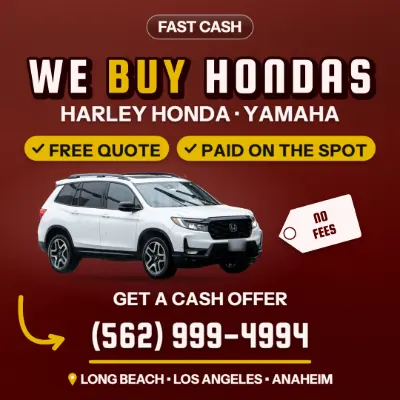 FAST CASH
WE BUY HONDAS
HARLEY HONDA · YAMAHA
FREE QUOTE
PAID ON THE SPOT
NO
FEES
GET A CASH OFFER
(562) 999-4994
LONG BEACH • LOS ANGELES • ANAHEIM